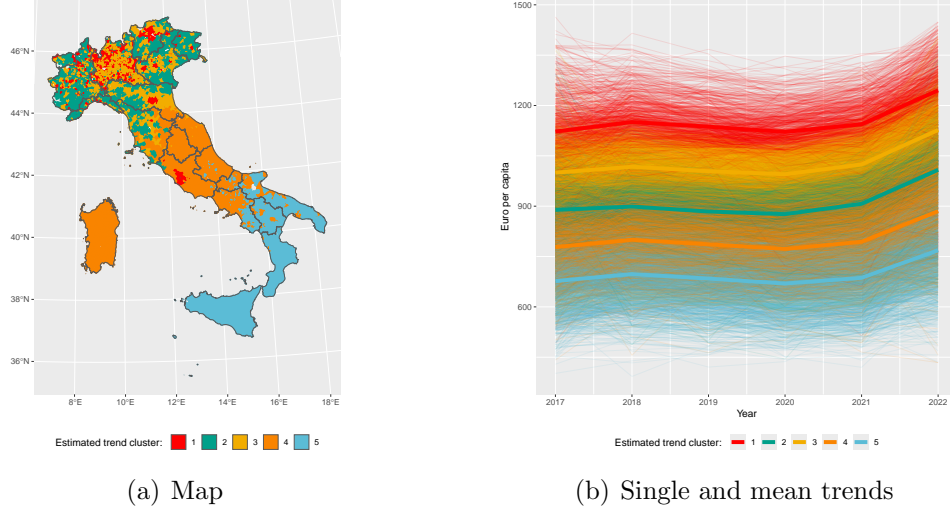 46°N
44°N
42°N
40°N
38°N
36°N
8°E 10°E 12°E 14°E 16°E 18°E
Estimated trend cluster: 1 2 3 4 5
(a) Map
1500
1200
900
600
Euro per capita
2017 2018 2019 2020 2021 2022
Year
Estimated trend cluster: 1 2 3 4 5
(b) Single and mean trends